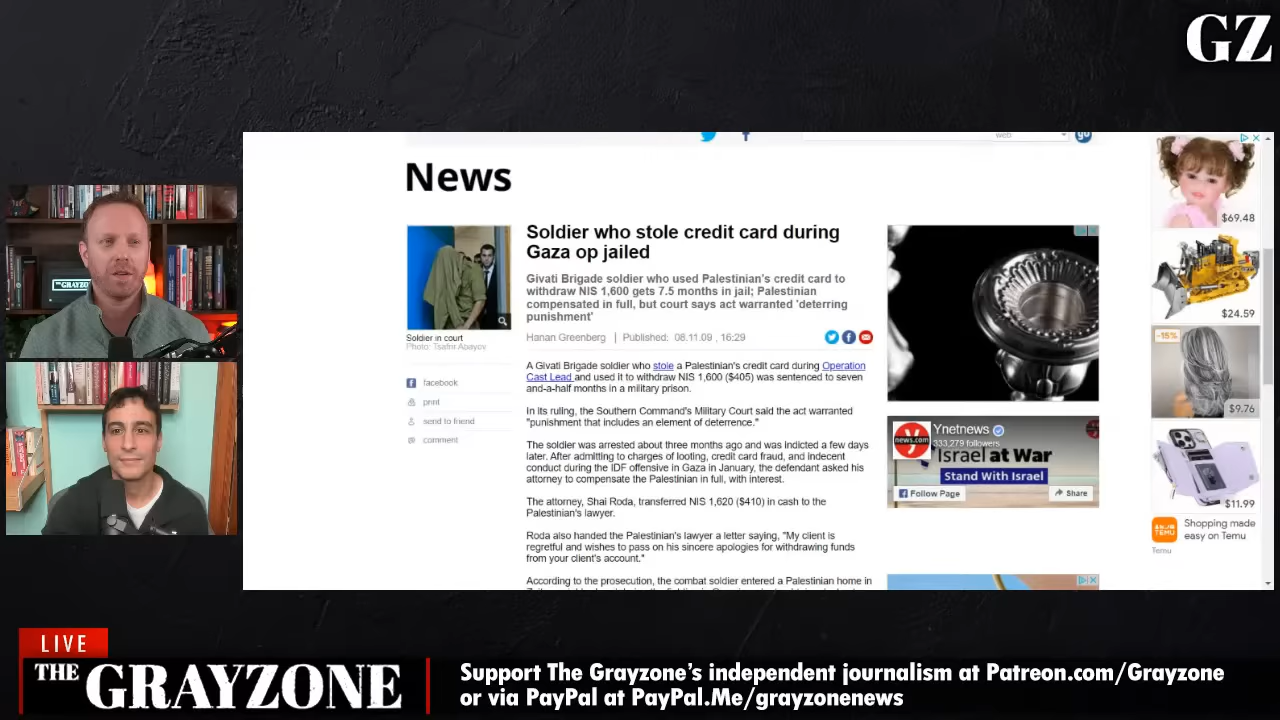 GZ
web
go
News
Soldier who stole credit card during
Gaza op jailed
Givati Brigade soldier who used Palestinian's credit card to
withdraw NIS 1,600 gets 7.5 months in jail; Palestinian
compensated in full, but court says act warranted 'deterring
punishment'
Hanan Greenberg | Published: 08.11.09 , 16:29
Soldier in court
Photo: Tsafrir Abayov
facebook
print
send to friend
comment
A Givati Brigade soldier who stole a Palestinian's credit card during Operation
Cast Lead and used it to withdraw NIS 1,600 ($405) was sentenced to seven
and-a-half months in a military prison.
In its ruling, the Southern Command's Military Court said the act warranted
"punishment that includes an element of deterrence."
The soldier was arrested about three months ago and was indicted a few days
later. After admitting to charges of looting, credit card fraud, and indecent
conduct during the IDF offensive in Gaza in January, the defendant asked his
attorney to compensate the Palestinian in full, with interest.
The attorney, Shai Roda, transferred NIS 1,620 ($410) in cash to the
Palestinian's lawyer.
Roda also handed the Palestinian's lawyer a letter saying, "My client is
regretful and wishes to pass on his sincere apologies for withdrawing funds
from your client's account."
According to the prosecution, the combat soldier entered a Palestinian home in
y
news.com
Ynetnews
333,279 followers
Israel at War
Stand With Israel
Follow Page
Share
$69.48
$24.59
-15%
$9.76
$11.99
TEMU
Shopping made
easy on Temu
Temu
LIVE
THE GRAYZONE
Support The Grayzone's independent journalism at Patreon.com/Grayzone
or via PayPal at PayPal.Me/grayzonenews